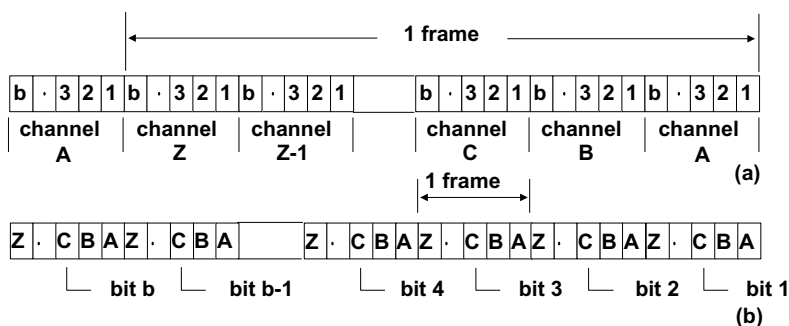 1 frame
b · 3 2 1 b · 3 2 1 b · 3 2 1 b · 3 2 1 b · 3 2 1 b · 3 2 1
channel A channel Z channel Z-1 channel C channel B channel A
(a)
1 frame
Z · C B A Z · C B A Z · C B A Z · C B A Z · C B A Z · C B A
bit b bit b-1 bit 4 bit 3 bit 2 bit 1
(b)